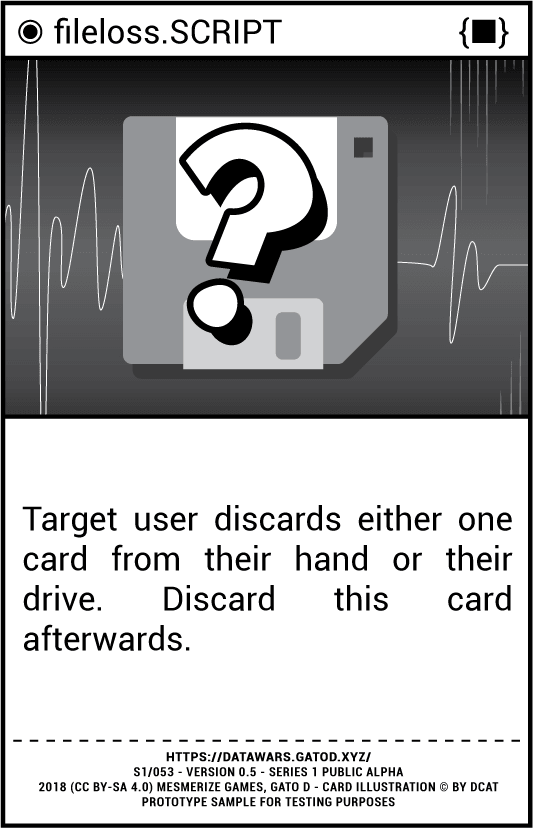 fileloss.SCRIPT {■}
?
Target user discards either one
card from their hand or their
drive. Discard this card
afterwards.
HTTPS://DATAWARS.GATOD.XYZ/
S1/053 - VERSION 0.5 - SERIES 1 PUBLIC ALPHA
2018 (CC BY-SA 4.0) MESMERIZE GAMES, GATO D - CARD ILLUSTRATION © BY DCAT
PROTOTYPE SAMPLE FOR TESTING PURPOSES